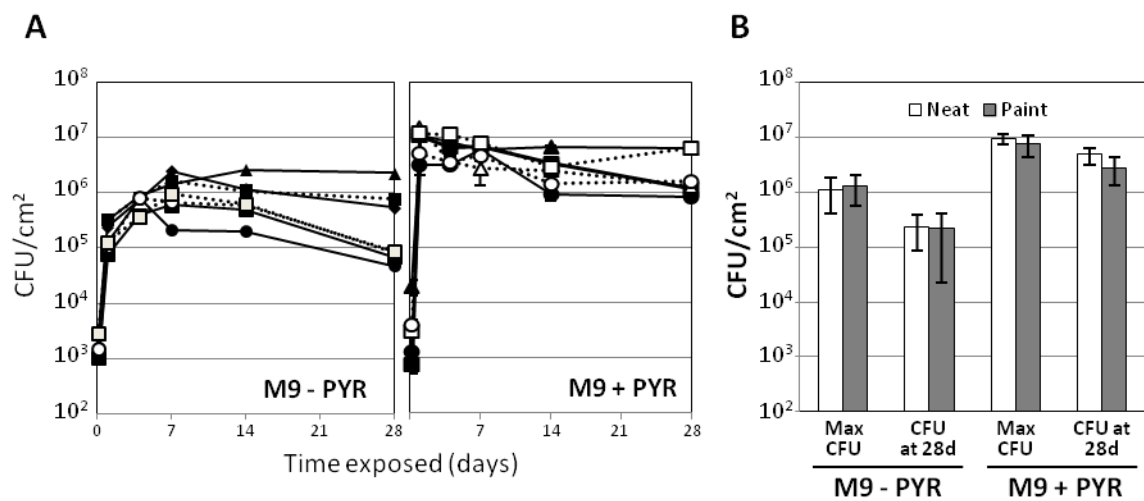 A
CFU/cm²
10⁸
10⁷
10⁶
10⁵
10⁴
10³
10²
M9 - PYR
M9 + PYR
0 7 14 21 28 7 14 21 28
Time exposed (days)
B
CFU/cm²
10⁸
10⁷
10⁶
10⁵
10⁴
10³
10²
Neat Paint
Max CFU at 28d
CFU
Max CFU at 28d
CFU
M9 - PYR M9 + PYR